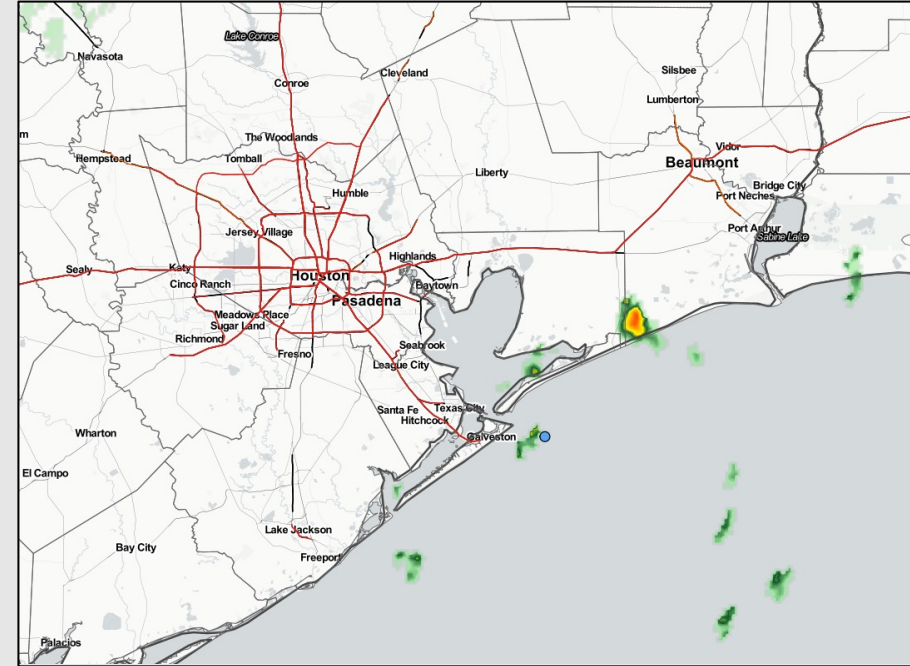 Lake Conroe
Navasota
Cleveland
Conroe
Silsbee
Lumberton
m
The Woodlands
Hempstead
Tomball
Vidor
Beaumont
Liberty
Humble
Bridge City
Port Neches
Jersey Village
Port Arthur
Sabine Lake
Highlands
Sealy
Katy
Houston
Cinco Ranch
Baytown
Pasadena
Meadows Place
Sugar Land
Richmond
Seabrook
Fresno
League City
Santa Fe
Texas City
Hitchcock
Wharton
Galveston
El Campo
Lake Jackson
Bay City
Freeport
Palacios